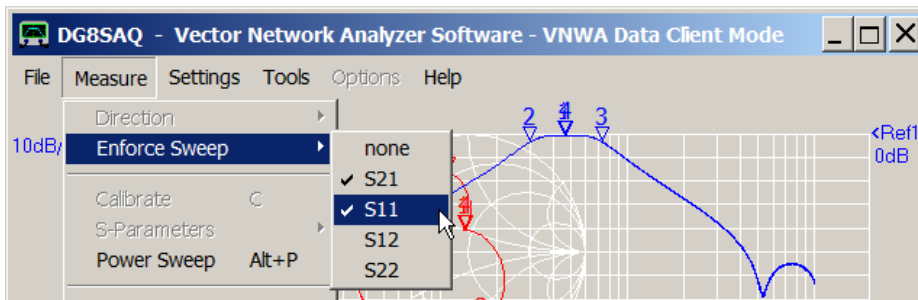 DG8SAQ - Vector Network Analyzer Software - VNWA Data Client Mode
File Measure Settings Tools Options Help
Direction
10dB/
Enforce Sweep
none
S21
S11
S12
S22
Calibrate C
S-Parameters
Power Sweep Alt+P
2
3
<Ref1
0dB